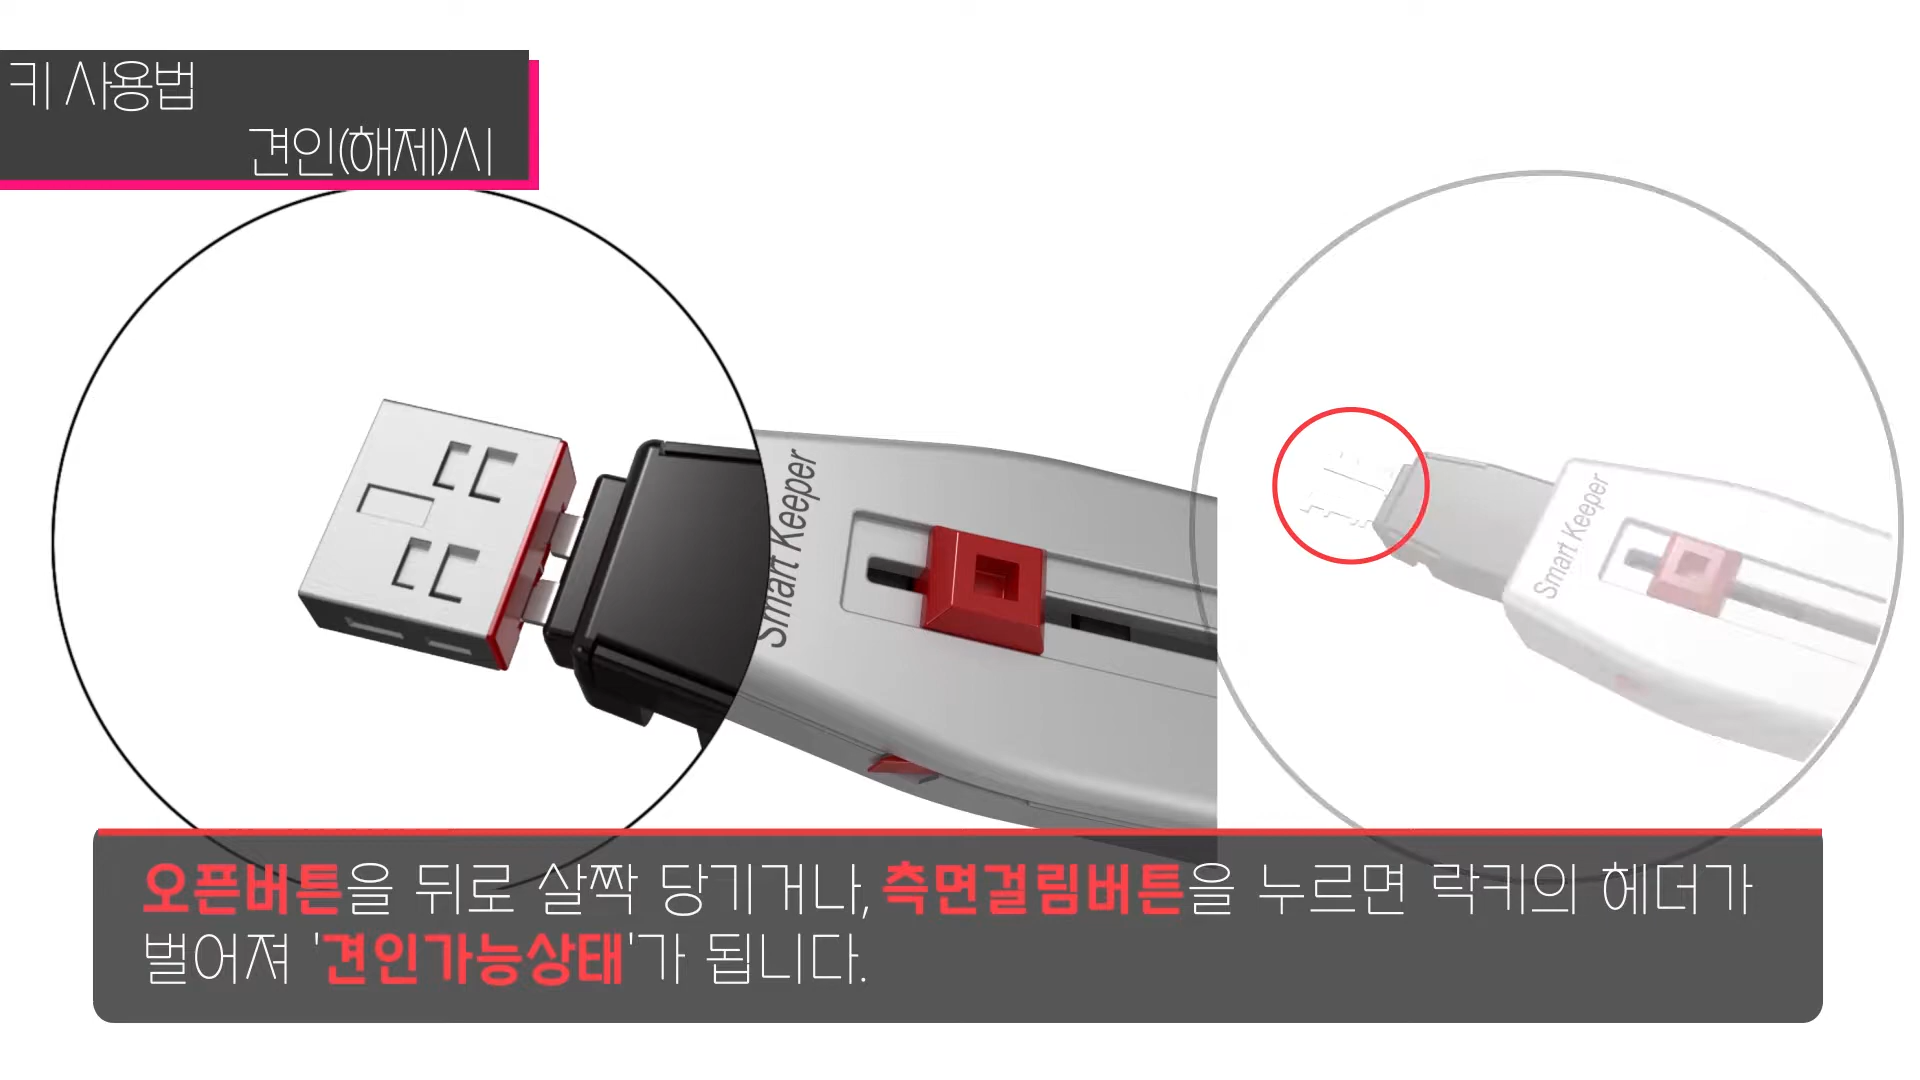 키 사용법
견인(해제)시
Smart Keeper
Smart Keeper
오픈버튼을 뒤로 살짝 당기거나, 측면걸림버튼을 누르면 락키의 헤더가
벌어져 '견인가능상태'가 됩니다.